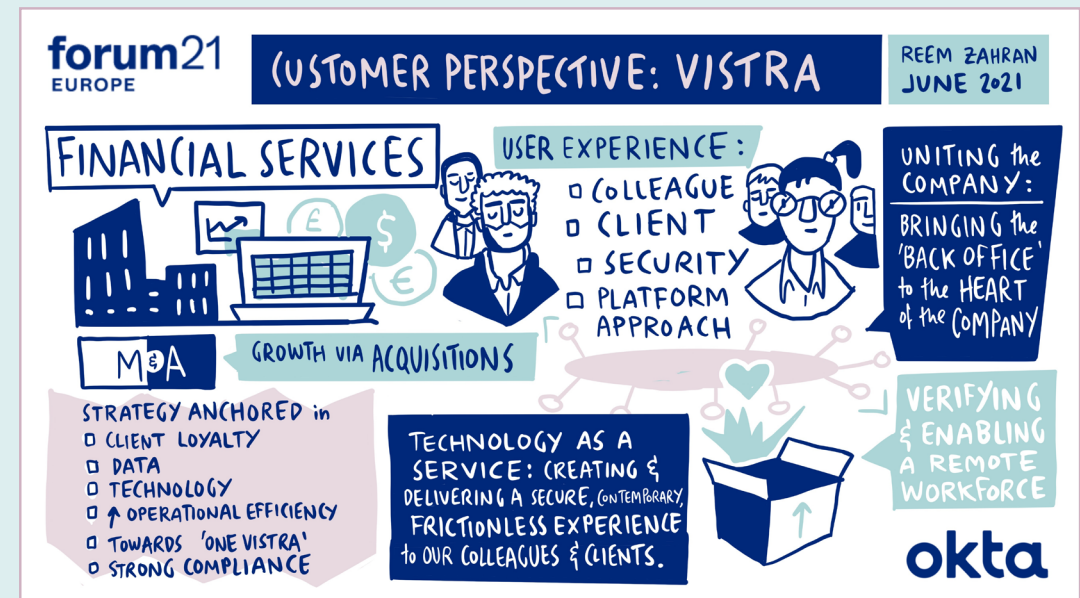 forum21
EUROPE
CUSTOMER PERSPECTIVE: VISTRA
REEM ZAHRAN
JUNE 2021
FINANCIAL SERVICES
£
$
€
USER EXPERIENCE:
COLLEAGUE
CLIENT
SECURITY
PLATFORM
APPROACH
UNITING the
COMPANY:
BRINGING the
'BACK OFFICE'
to the HEART
of the COMPANY
M&A
GROWTH VIA ACQUISITIONS
STRATEGY ANCHORED in
CLIENT LOYALTY
DATA
TECHNOLOGY
↑ OPERATIONAL EFFICIENCY
TOWARDS 'ONE VISTRA'
STRONG COMPLIANCE
TECHNOLOGY AS A
SERVICE: CREATING &
DELIVERING A SECURE, CONTEMPORARY,
FRICTIONLESS EXPERIENCE
to OUR COLLEAGUES & CLIENTS.
VERIFYING
& ENABLING
A REMOTE
WORKFORCE
okta